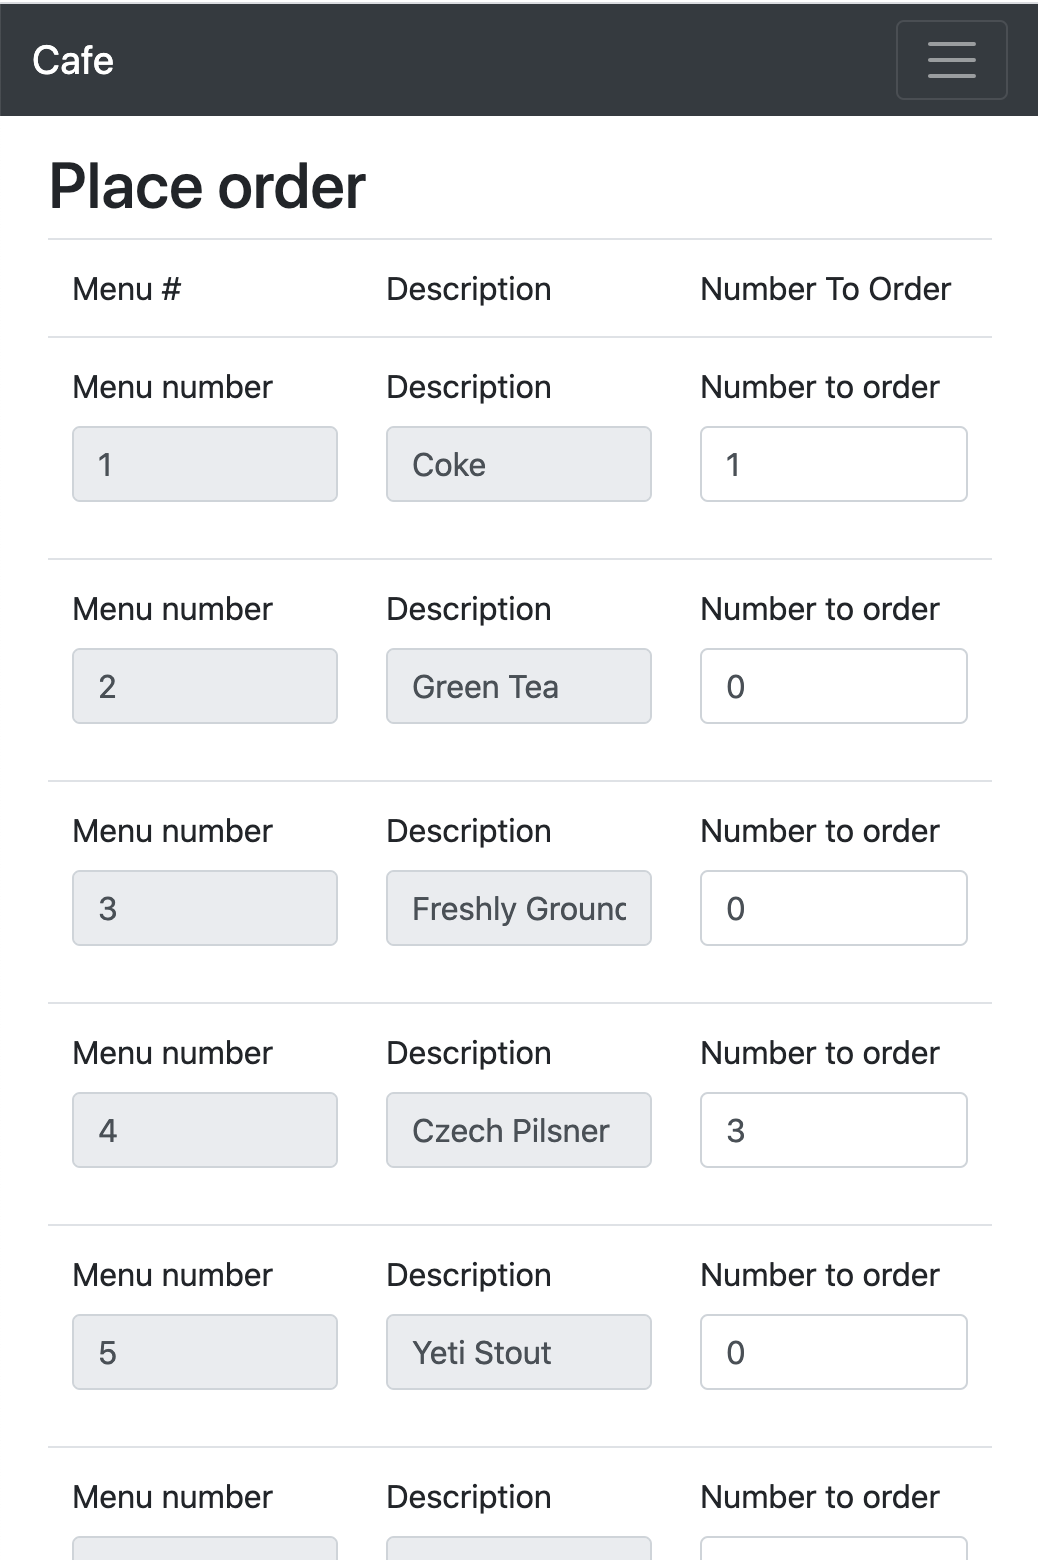 Cafe
Place order
Menu # Description Number To Order
Menu number Description Number to order
1 Coke 1
Menu number Description Number to order
2 Green Tea 0
Menu number Description Number to order
3 Freshly Ground 0
Menu number Description Number to order
4 Czech Pilsner 3
Menu number Description Number to order
5 Yeti Stout 0
Menu number Description Number to order